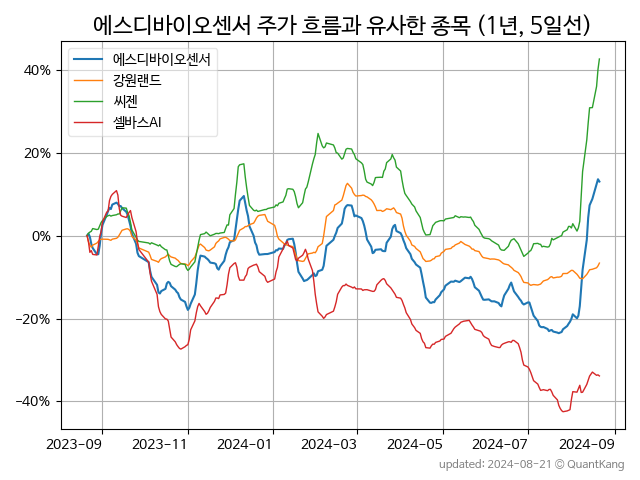 에스디바이오센서 주가 흐름과 유사한 종목 (1년, 5일선)
에스디바이오센서
강원랜드
씨젠
셀바스AI
40%
20%
0%
−20%
−40%
2023-09 2023-11 2024-01 2024-03 2024-05 2024-07 2024-09
updated: 2024-08-21 © QuantKang